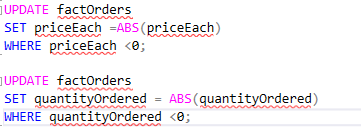 UPDATE factOrders
SET priceEach =ABS(priceEach)
WHERE priceEach <0;
UPDATE factOrders
SET quantityOrdered = ABS(quantityOrdered)
WHERE quantityOrdered <0;